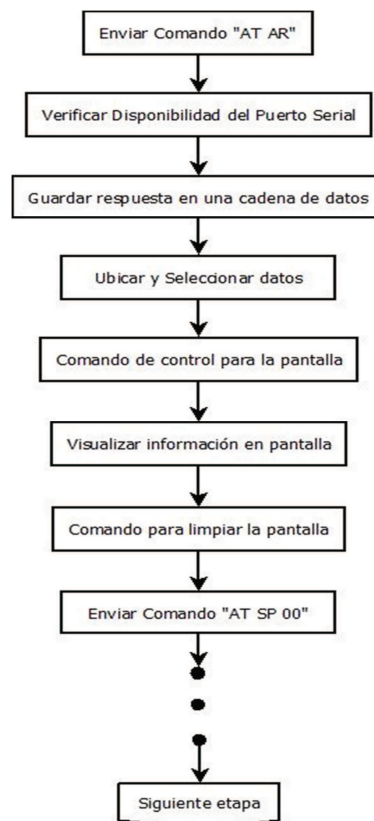 Enviar Comando "AT AR"
Verificar Disponibilidad del Puerto Serial
Guardar respuesta en una cadena de datos
Ubicar y Seleccionar datos
Comando de control para la pantalla
Visualizar información en pantalla
Comando para limpiar la pantalla
Enviar Comando "AT SP 00"
Siguiente etapa